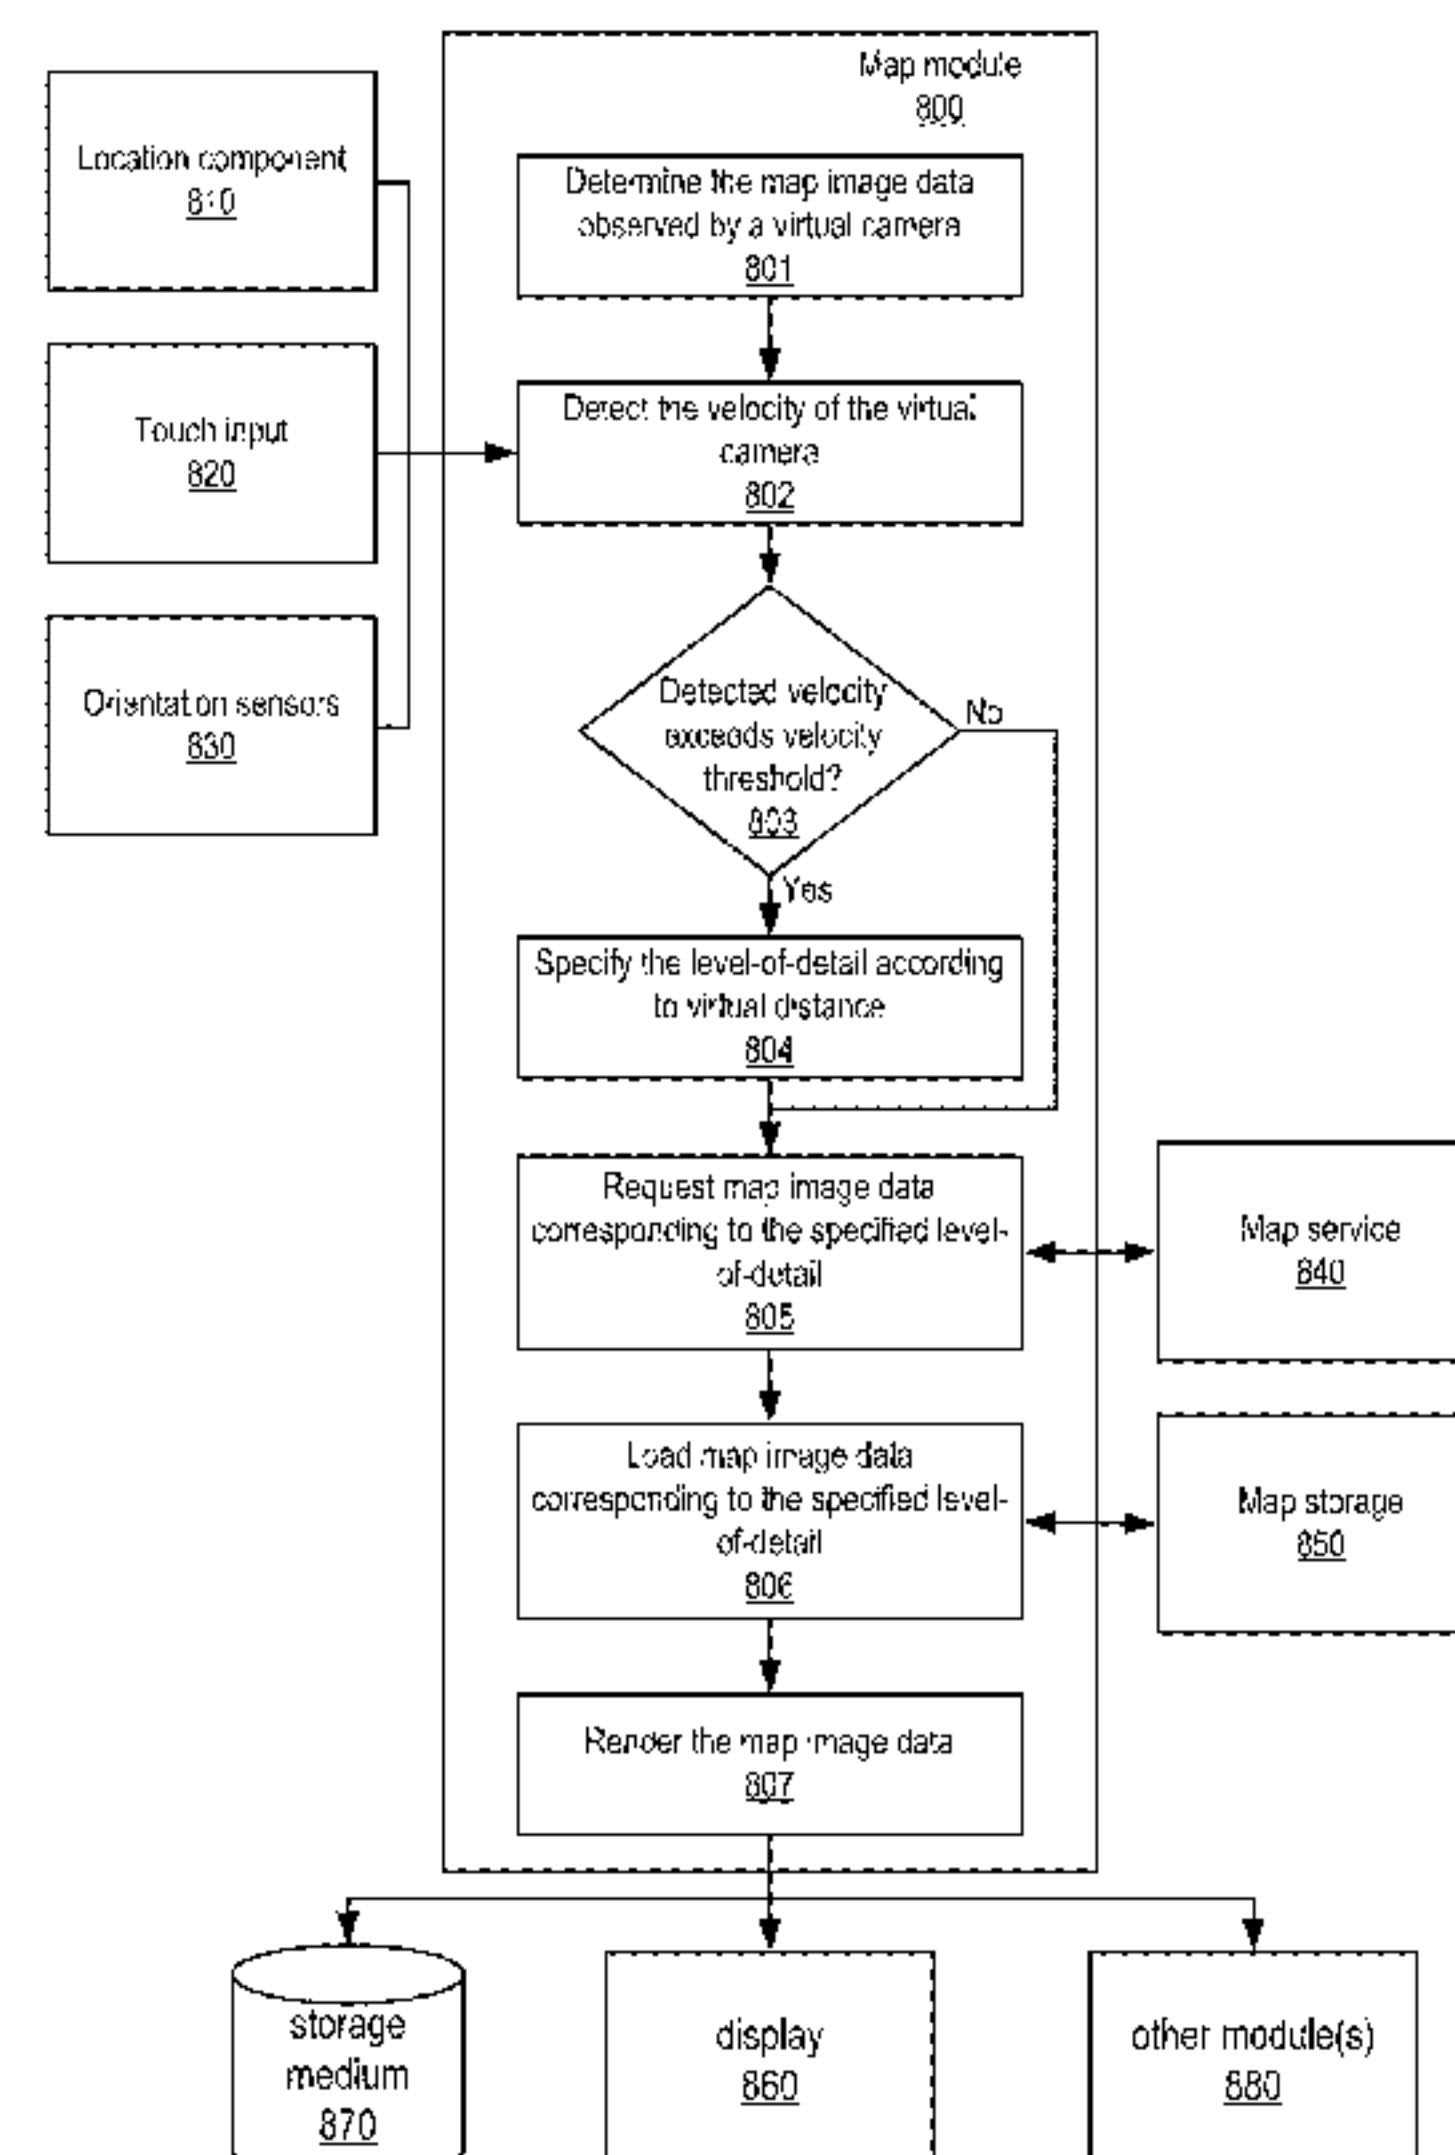 Map module
800
Location component
810
Determine the map image data
observed by a virtual camera
801
Touch input
820
Detect the velocity of the virtual
camera
802
Orientation sensors
830
Detected velocity
exceeds velocity
threshold?
803
No
Yes
Specify the level-of-detail according
to virtual distance
804
Request map image data
corresponding to the specified level-
of-detail
805
Map service
840
Load map image data
corresponding to the specified level-
of-detail
806
Map storage
850
Render the map image data
807
storage
medium
870
display
860
other module(s)
880